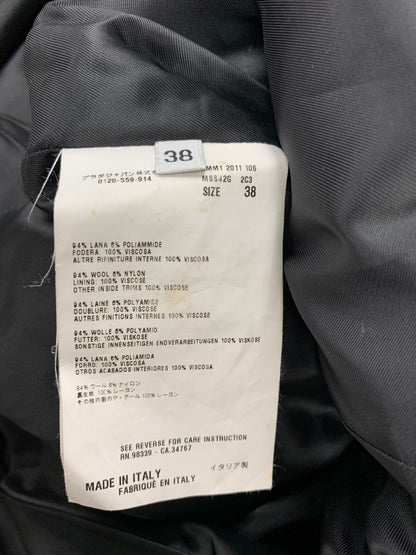 プラダジャパン株式会社
0120-559-914
38
MM1 2011 106
MS542G 2C3
SIZE 38
94% LANA 6% POLIAMMIDE
FODERA: 100% VISCOSA
ALTRE RIFINITURE INTERNE 100% VISCOSA
94% WOOL 6% NYLON
LINING: 100% VISCOSE
OTHER INSIDE TRIMS 100% VISCOSE
94% LAINE 6% POLYAMIDE
DOUBLURE: 100% VISCOSE
AUTRES FINITIONS INTERNES 100% VISCOSE
94% WOLLE 6% POLYAMID
FUTTER: 100% VISKOSE
SONSTIGE INNENSEITIGEN ENDVERARBEITUNGEN 100% VISKOSE
94% LANA 6% POLIAMIDA
FORRO: 100% VISCOSA
OTROS ACABADOS INTERIORES 100% VISCOSA
94% ウール 6% ナイロン
裏生地 100% レーヨン
その他内側のディテール 100% レーヨン
SEE REVERSE FOR CARE INSTRUCTION
RN.98339 - CA.34767
MADE IN ITALY イタリア製
FABRIQUÉ EN ITALY